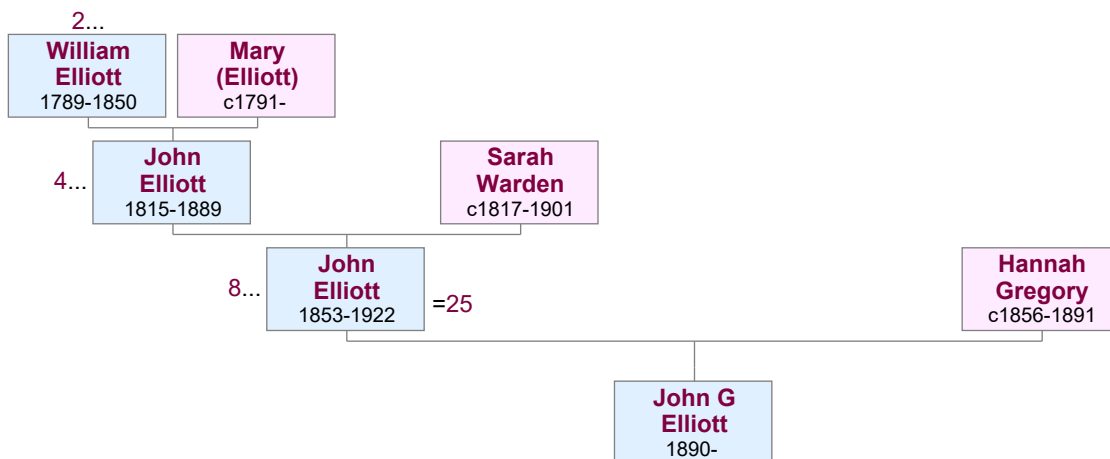 2...
William
Elliott
1789-1850
Mary
(Elliott)
c1791-
4...
John
Elliott
1815-1889
Sarah
Warden
c1817-1901
8...
John
Elliott
1853-1922
=25
Hannah
Gregory
c1856-1891
John G
Elliott
1890-